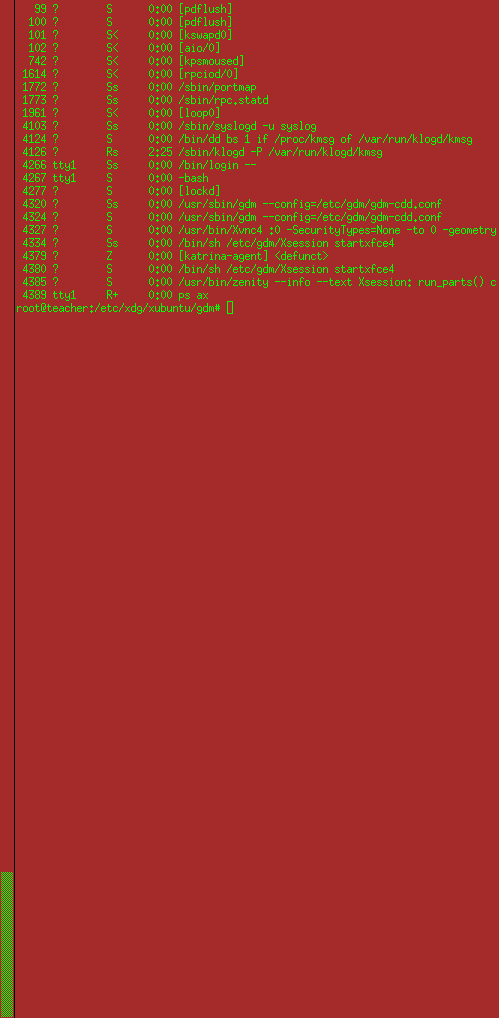 99 ?        S      0:00 [pdflush]
100 ?        S      0:00 [pdflush]
101 ?        S<     0:00 [kswapd0]
102 ?        S<     0:00 [aio/0]
742 ?        S<     0:00 [kpsmoused]
1614 ?        S<     0:00 [rpciod/0]
1772 ?        Ss     0:00 /sbin/portmap
1773 ?        Ss     0:00 /sbin/rpc.statd
1961 ?        S<     0:00 [loop0]
4103 ?        Ss     0:00 /sbin/syslogd -u syslog
4124 ?        S      0:00 /bin/dd bs 1 if /proc/kmsg of /var/run/klogd/kmsg
4126 ?        Rs     2:25 /sbin/klogd -P /var/run/klogd/kmsg
4266 tty1     Ss     0:00 /bin/login --
4267 tty1     S      0:00 -bash
4277 ?        S      0:00 [lockd]
4320 ?        Ss     0:00 /usr/sbin/gdm --config=/etc/gdm/gdm-cdd.conf
4324 ?        S      0:00 /usr/sbin/gdm --config=/etc/gdm/gdm-cdd.conf
4327 ?        S      0:00 /usr/bin/Xvnc4 :0 -SecurityTypes=None -to 0 -geometry
4334 ?        Ss     0:00 /bin/sh /etc/gdm/Xsession startxfce4
4379 ?        Z      0:00 [katrina-agent] <defunct>
4380 ?        S      0:00 /bin/sh /etc/gdm/Xsession startxfce4
4385 ?        S      0:00 /usr/bin/zenity --info --text Xsession: run_parts() c
4389 tty1     R+     0:00 ps ax
root@teacher:/etc/xdg/xubuntu/gdm#